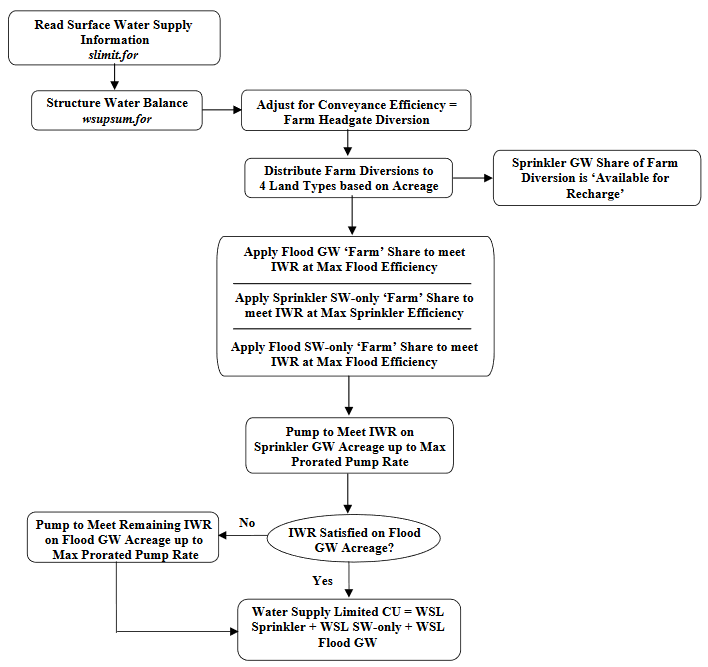 Read Surface Water Supply
Information
slimit.for
Structure Water Balance
wsupsum.for
Adjust for Conveyance Efficiency =
Farm Headgate Diversion
Distribute Farm Diversions to
4 Land Types based on Acreage
Sprinkler GW Share of Farm
Diversion is ‘Available for
Recharge’
Apply Flood GW ‘Farm’ Share to meet
IWR at Max Flood Efficiency
Apply Sprinkler SW-only ‘Farm’ Share to
meet IWR at Max Sprinkler Efficiency
Apply Flood SW-only ‘Farm’ Share to meet
IWR at Max Flood Efficiency
Pump to Meet IWR on
Sprinkler GW Acreage up to Max
Prorated Pump Rate
IWR Satisfied on Flood
GW Acreage?
No
Pump to Meet Remaining IWR
on Flood GW Acreage up to
Max Prorated Pump Rate
Yes
Water Supply Limited CU = WSL
Sprinkler + WSL SW-only + WSL
Flood GW